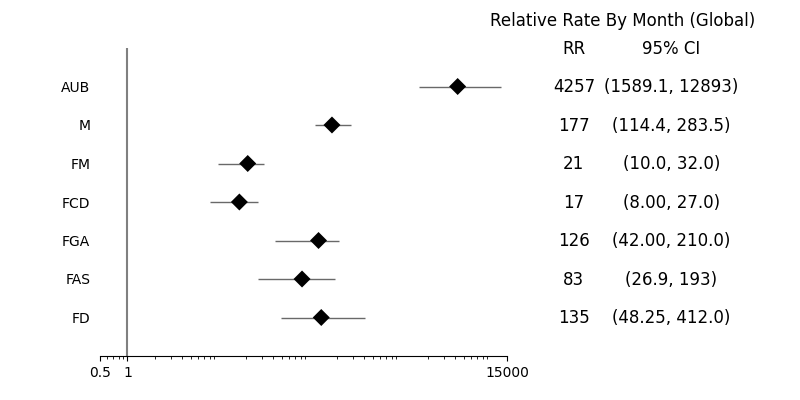 Relative Rate By Month (Global)
RR 95% CI
AUB 4257 (1589.1, 12893)
M 177 (114.4, 283.5)
FM 21 (10.0, 32.0)
FCD 17 (8.00, 27.0)
FGA 126 (42.00, 210.0)
FAS 83 (26.9, 193)
FD 135 (48.25, 412.0)
0.5 1 15000